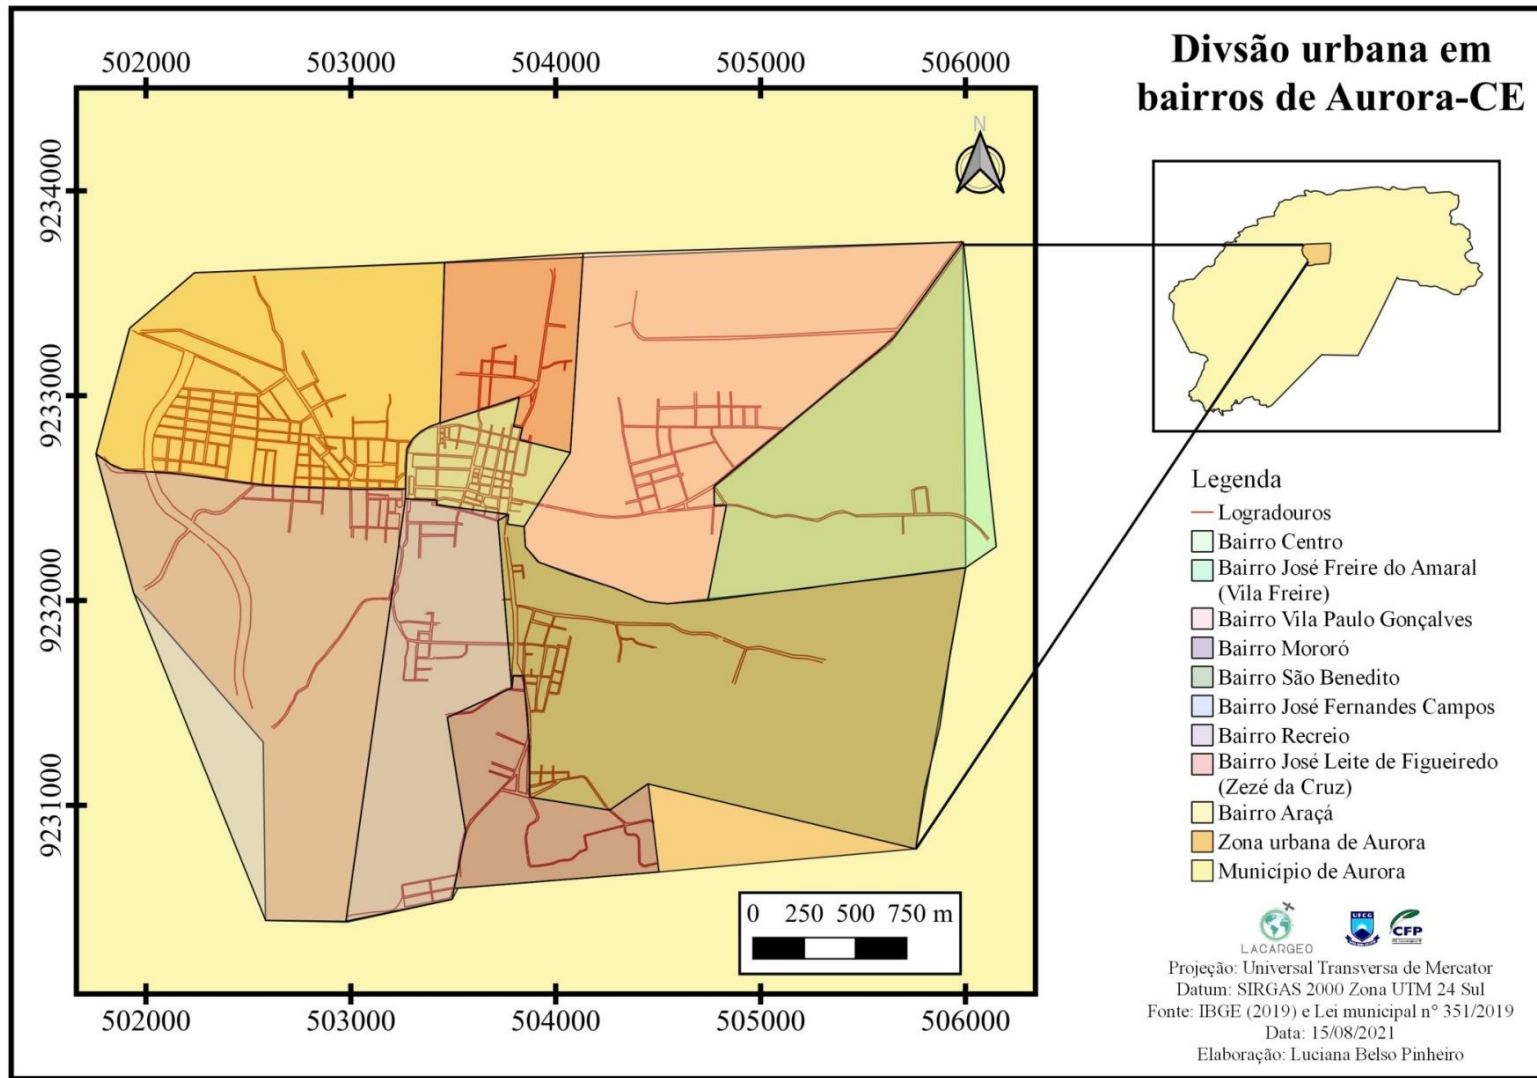 Divsão urbana em
bairros de Aurora-CE
502000 503000 504000 505000 506000
N
9234000
9233000
9232000
9231000
0 250 500 750 m
502000 503000 504000 505000 506000
Legenda
Logradouros
Bairro Centro
Bairro José Freire do Amaral
(Vila Freire)
Bairro Vila Paulo Gonçalves
Bairro Mororó
Bairro São Benedito
Bairro José Fernandes Campos
Bairro Recreio
Bairro José Leite de Figueiredo
(Zezé da Cruz)
Bairro Araçá
Zona urbana de Aurora
Município de Aurora
LACARGEO
UFCG
CFP
Projeção: Universal Transversa de Mercator
Datum: SIRGAS 2000 Zona UTM 24 Sul
Fonte: IBGE (2019) e Lei municipal n° 351/2019
Data: 15/08/2021
Elaboração: Luciana Belso Pinheiro